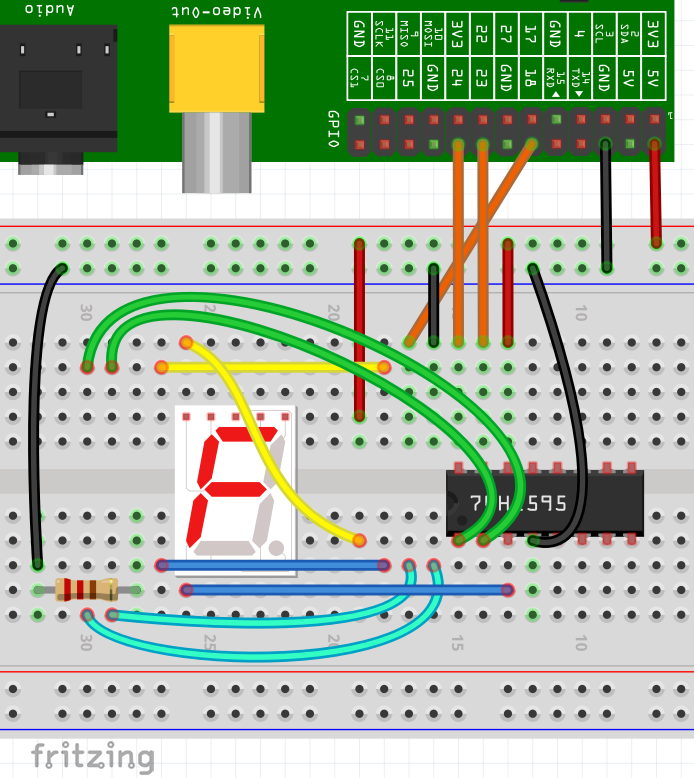 Audio Video-Out
GND 11 SCLK 9 MISO 10 MOSI 3V3 22 27 17 GND 4 3 SCL 2 SDA 3V3
7 CS1 8 CS0 25 GND 24 23 GND 18 15 RXD 14 TXD GND 5V 5V
GPIO 1
30 20 10
595
30 25 20 15 10
fritzing